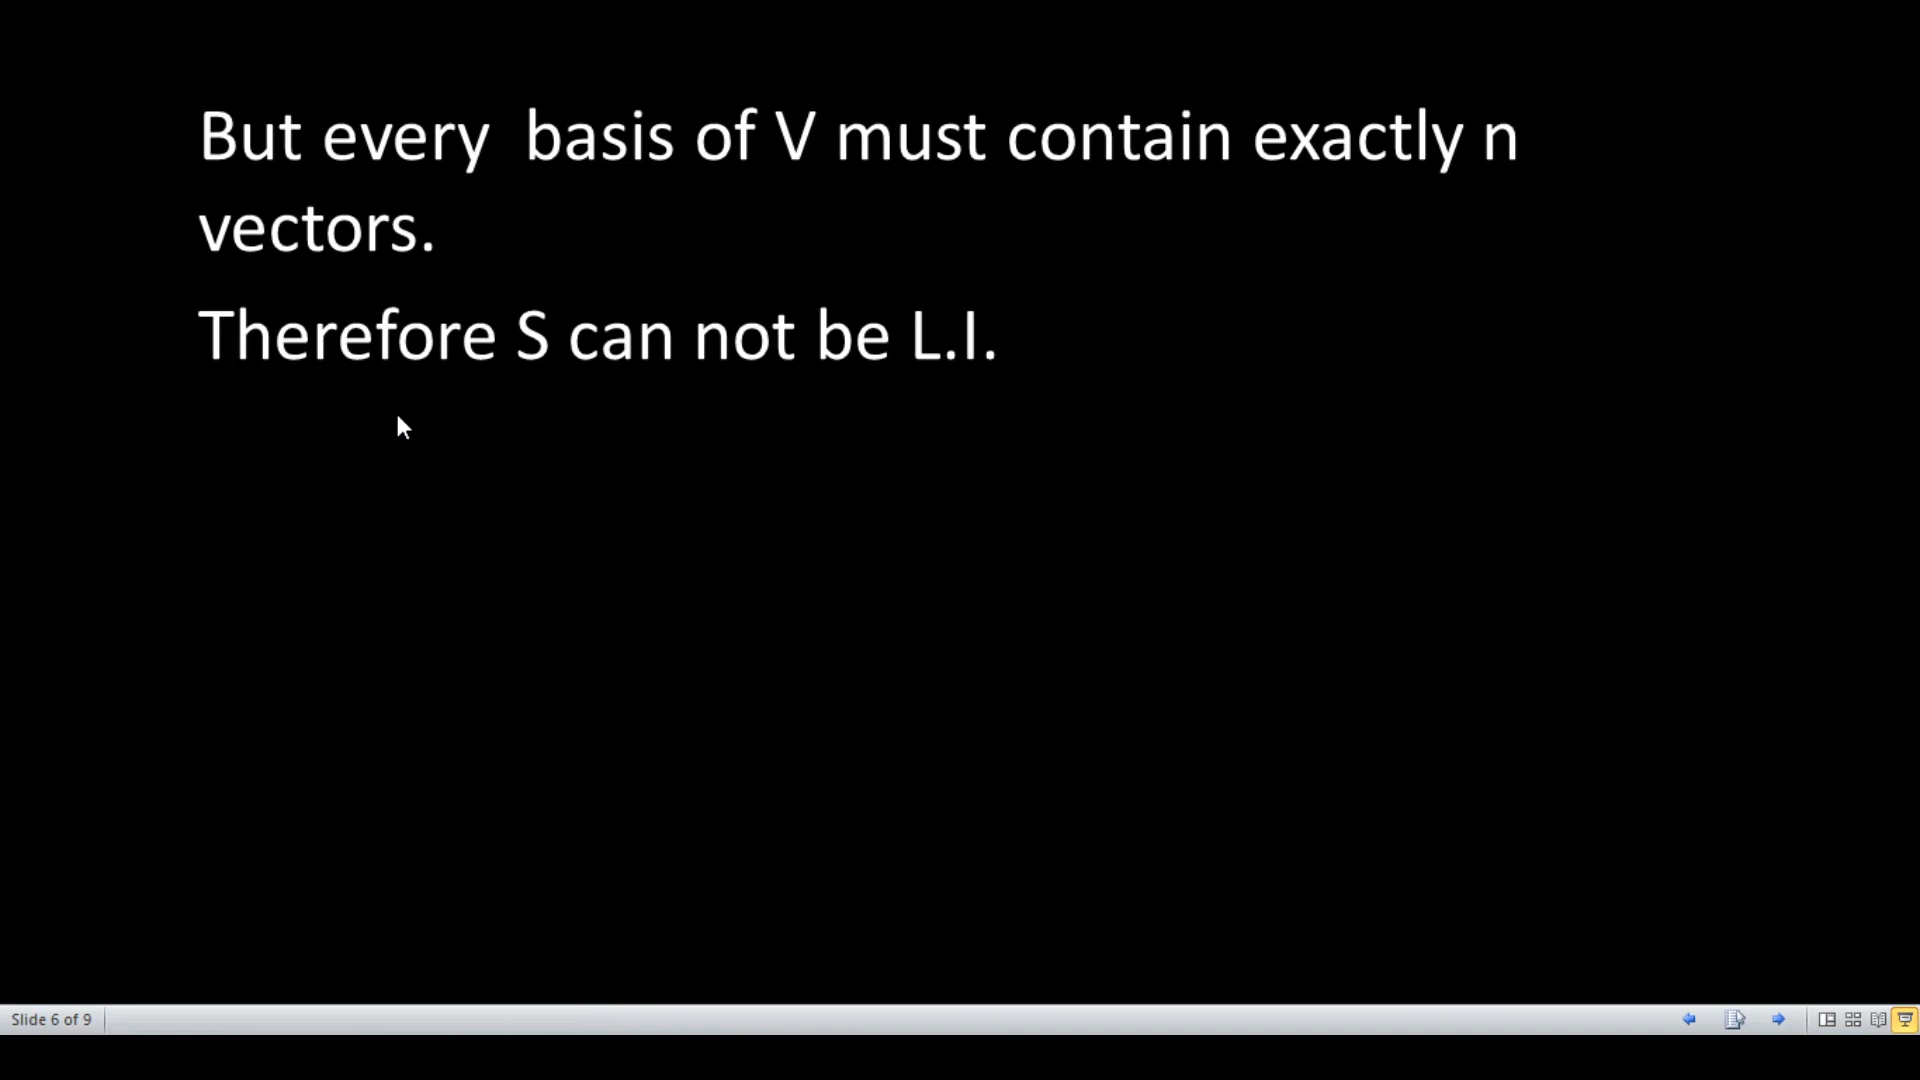 But every basis of V must contain exactly n
vectors.
Therefore S can not be L.I.
Slide 6 of 9